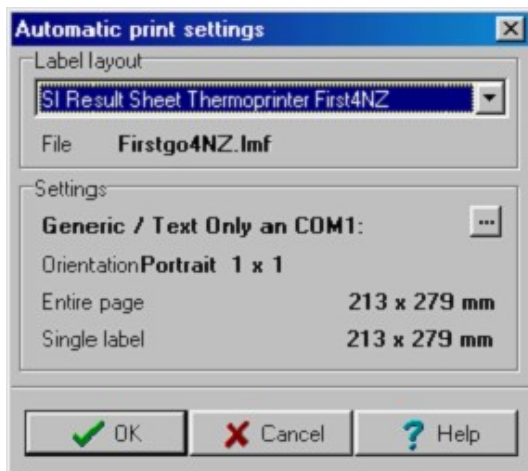 Automatic print settings
Label layout
SI Result Sheet Thermoprinter First4NZ
File Firstgo4NZ.lmf
Settings
Generic / Text Only an COM1: ...
Orientation Portrait 1 x 1
Entire page 213 x 279 mm
Single label 213 x 279 mm
OK Cancel ? Help